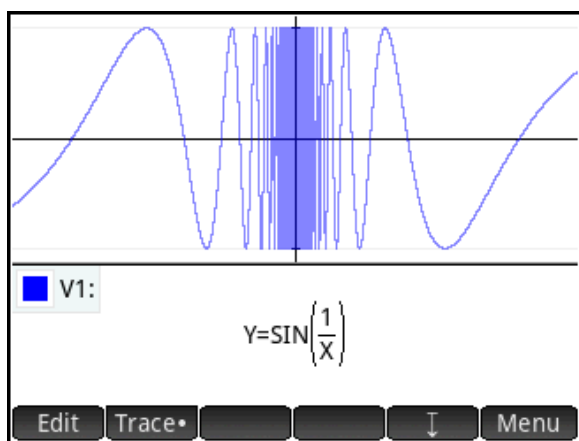 V1:
Y=SIN(1/X)
Edit Trace• ↕ Menu